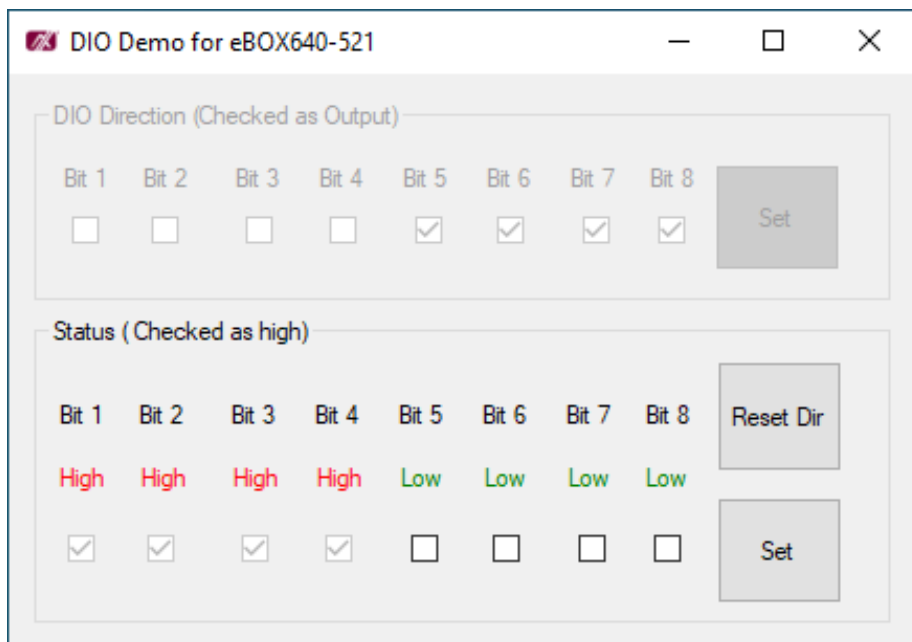 DIO Demo for eBOX640-521
DIO Direction (Checked as Output)
Bit 1 Bit 2 Bit 3 Bit 4 Bit 5 Bit 6 Bit 7 Bit 8
Set
Status ( Checked as high)
Bit 1 Bit 2 Bit 3 Bit 4 Bit 5 Bit 6 Bit 7 Bit 8
Reset Dir
High High High High Low Low Low Low
Set